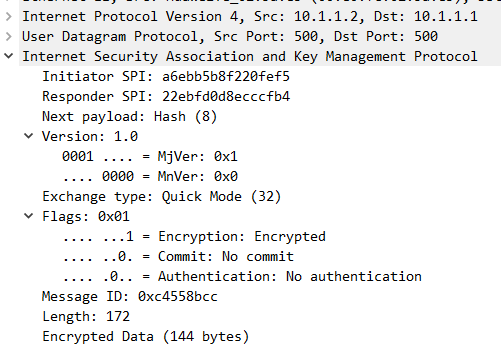 Internet Protocol Version 4, Src: 10.1.1.2, Dst: 10.1.1.1
User Datagram Protocol, Src Port: 500, Dst Port: 500
Internet Security Association and Key Management Protocol
Initiator SPI: a6ebb5b8f220fef5
Responder SPI: 22ebfd0d8ecccfb4
Next payload: Hash (8)
Version: 1.0
0001 .... = MjVer: 0x1
.... 0000 = MnVer: 0x0
Exchange type: Quick Mode (32)
Flags: 0x01
.... ...1 = Encryption: Encrypted
.... ..0. = Commit: No commit
.... .0.. = Authentication: No authentication
Message ID: 0xc4558bcc
Length: 172
Encrypted Data (144 bytes)